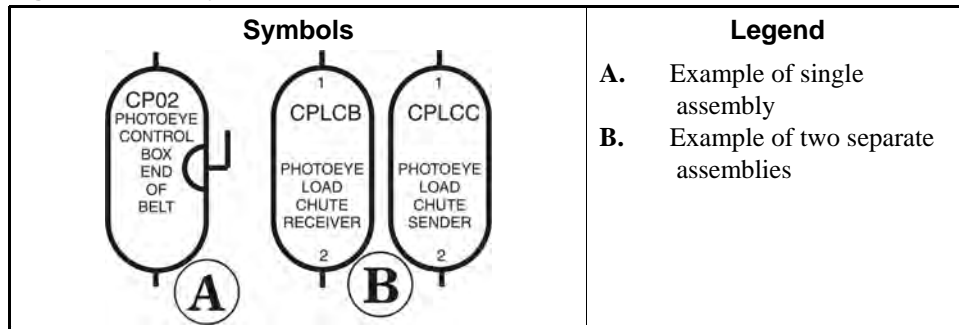 Symbols
CP02
PHOTOEYE
CONTROL
BOX
END
OF
BELT
A
1
CPLCB
PHOTOEYE
LOAD
CHUTE
RECEIVER
2
1
CPLCC
PHOTOEYE
LOAD
CHUTE
SENDER
2
B
Legend
A. Example of single
assembly
B. Example of two separate
assemblies